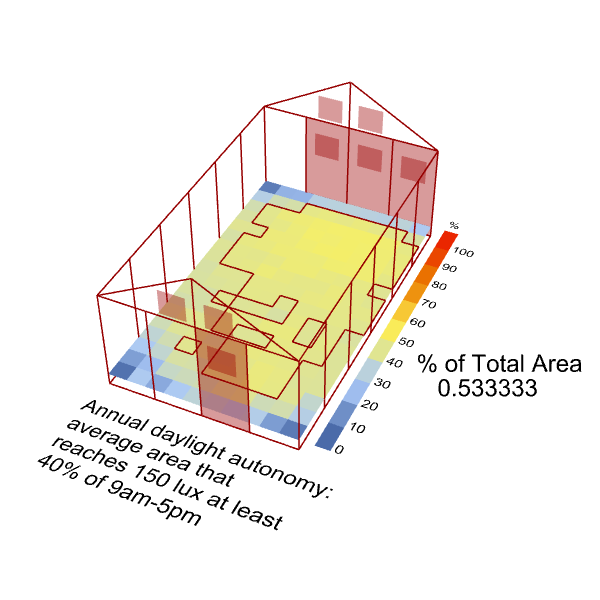 %
100
90
80
70
60
50
40
30
20
10
0
% of Total Area
0.533333
Annual daylight autonomy:
average area that
reaches 150 lux at least
40% of 9am-5pm